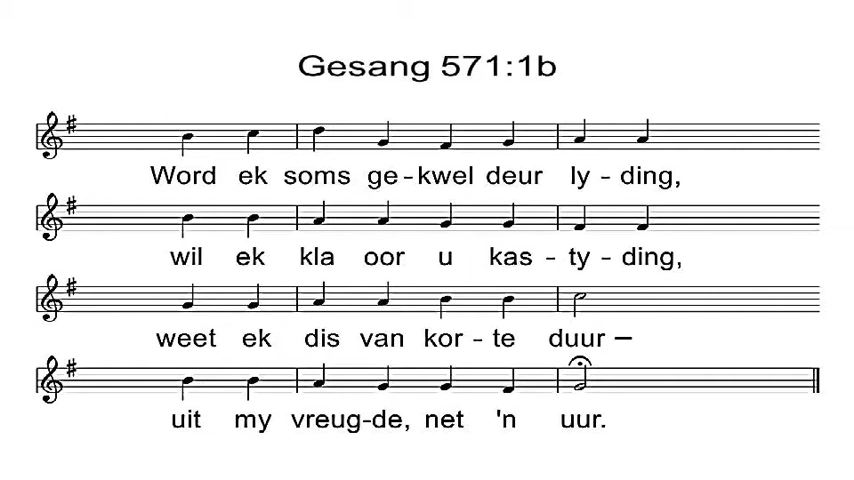 Gesang 571:1b
Word ek soms ge-kwel deur ly-ding,
wil ek kla oor u kas-ty-ding,
weet ek dis van kor-te duur –
uit my vreug-de, net 'n uur.